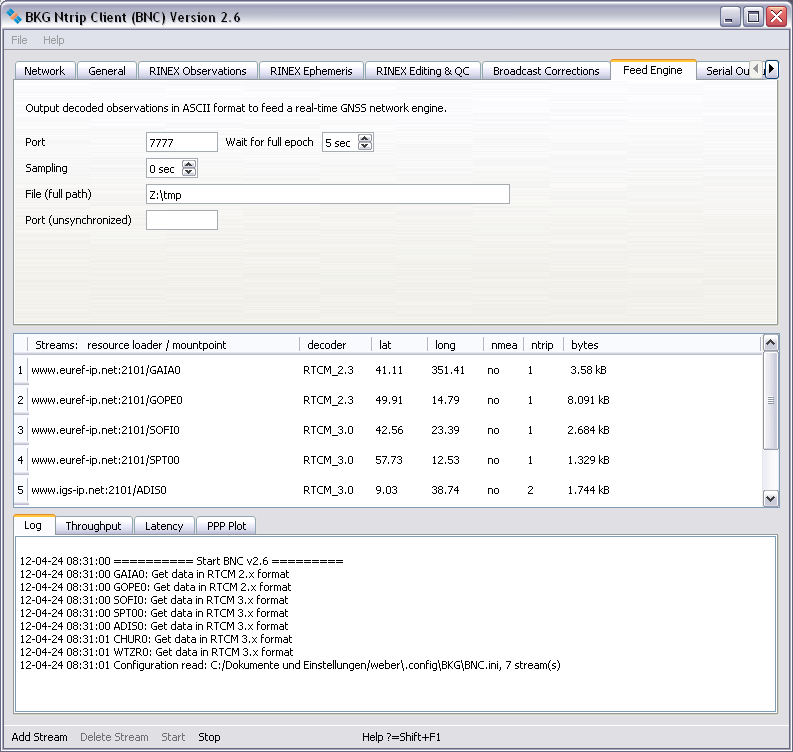 BKG Ntrip Client (BNC) Version 2.6
File Help
Network General RINEX Observations RINEX Ephemeris RINEX Editing & QC Broadcast Corrections Feed Engine Serial Ou
Output decoded observations in ASCII format to feed a real-time GNSS network engine.
Port 7777 Wait for full epoch 5 sec
Sampling 0 sec
File (full path) Z:\tmp
Port (unsynchronized)
Streams: resource loader / mountpoint decoder lat long nmea ntrip bytes
1 www.euref-ip.net:2101/GAIA0 RTCM_2.3 41.11 351.41 no 1 3.58 kB
2 www.euref-ip.net:2101/GOPE0 RTCM_2.3 49.91 14.79 no 1 8.091 kB
3 www.euref-ip.net:2101/SOFI0 RTCM_3.0 42.56 23.39 no 1 2.684 kB
4 www.euref-ip.net:2101/SPT00 RTCM_3.0 57.73 12.53 no 1 1.329 kB
5 www.igs-ip.net:2101/ADIS0 RTCM_3.0 9.03 38.74 no 2 1.744 kB
Log Throughput Latency PPP Plot
12-04-24 08:31:00 ========== Start BNC v2.6 =========
12-04-24 08:31:00 GAIA0: Get data in RTCM 2.x format
12-04-24 08:31:00 GOPE0: Get data in RTCM 2.x format
12-04-24 08:31:00 SOFI0: Get data in RTCM 3.x format
12-04-24 08:31:00 SPT00: Get data in RTCM 3.x format
12-04-24 08:31:00 ADIS0: Get data in RTCM 3.x format
12-04-24 08:31:01 CHUR0: Get data in RTCM 3.x format
12-04-24 08:31:01 WTZR0: Get data in RTCM 3.x format
12-04-24 08:31:01 Configuration read: C:/Dokumente und Einstellungen/weber\.config\BKG\BNC.ini, 7 stream(s)
Add Stream Delete Stream Start Stop Help ?=Shift+F1